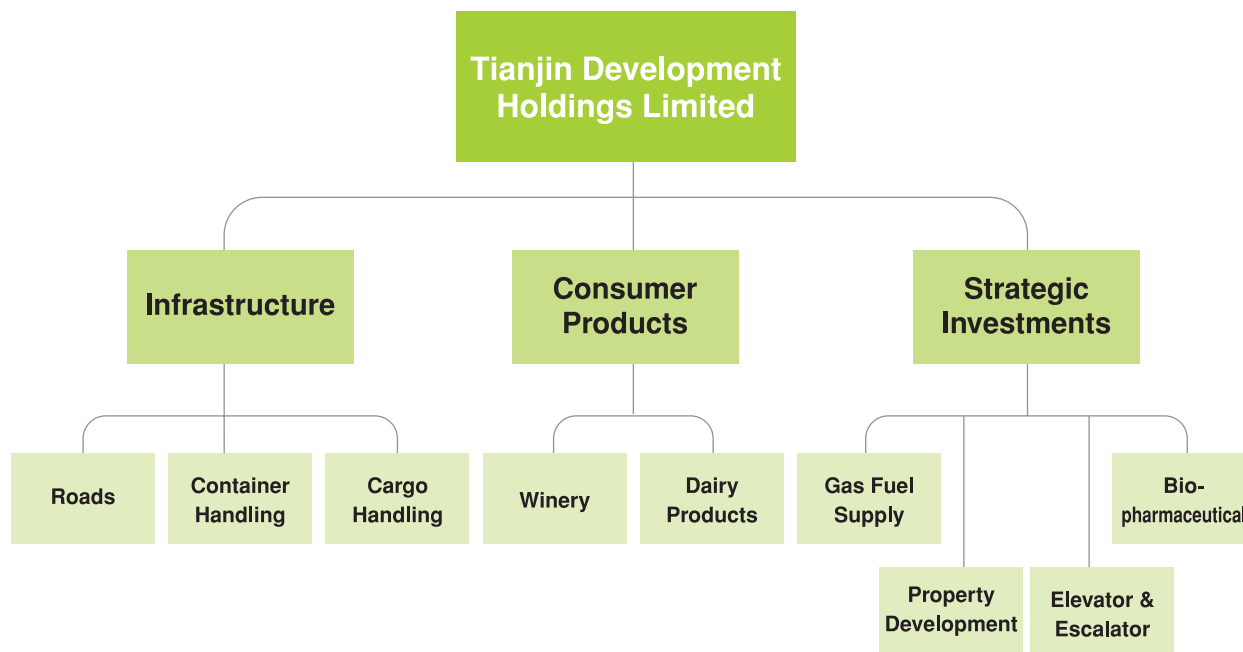 Tianjin Development
Holdings Limited
Infrastructure
Consumer
Products
Strategic
Investments
Roads
Container
Handling
Cargo
Handling
Winery
Dairy
Products
Gas Fuel
Supply
Property
Development
Elevator &
Escalator
Bio-
pharmaceutical